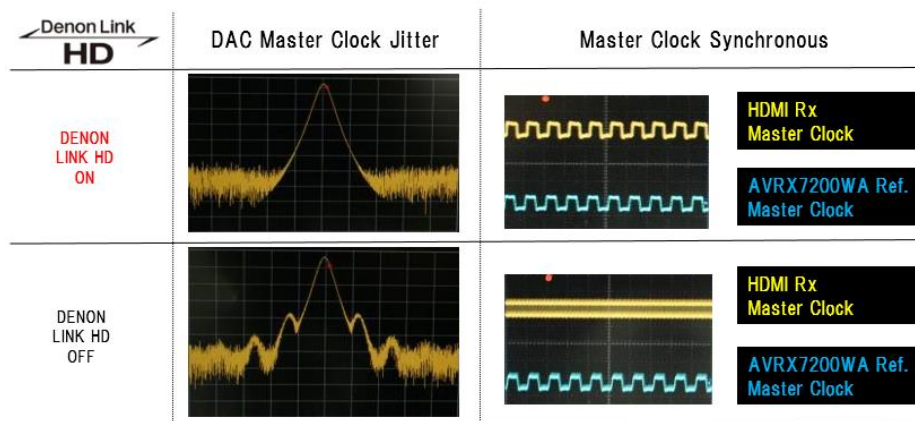 Denon Link
HD
DAC Master Clock Jitter
Master Clock Synchronous
DENON
LINK HD
ON
HDMI Rx
Master Clock
AVRX7200WA Ref.
Master Clock
DENON
LINK HD
OFF
HDMI Rx
Master Clock
AVRX7200WA Ref.
Master Clock